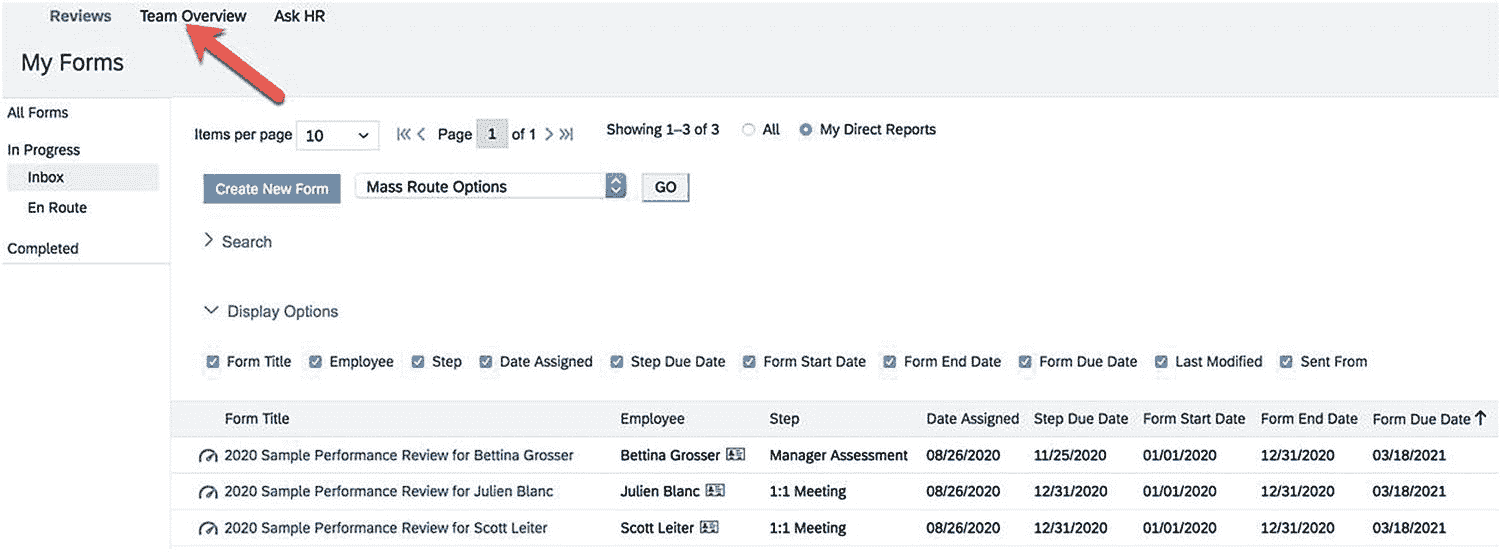 Reviews Team Overview Ask HR
My Forms
All Forms
In Progress
Inbox
En Route
Completed
Items per page 10 Page 1 of 1 Showing 1–3 of 3 All My Direct Reports
Create New Form Mass Route Options GO
Search
Display Options
Form Title Employee Step Date Assigned Step Due Date Form Start Date Form End Date Form Due Date Last Modified Sent From
Form Title Employee Step Date Assigned Step Due Date Form Start Date Form End Date Form Due Date
2020 Sample Performance Review for Bettina Grosser Bettina Grosser Manager Assessment 08/26/2020 11/25/2020 01/01/2020 12/31/2020 03/18/2021
2020 Sample Performance Review for Julien Blanc Julien Blanc 1:1 Meeting 08/26/2020 12/31/2020 01/01/2020 12/31/2020 03/18/2021
2020 Sample Performance Review for Scott Leiter Scott Leiter 1:1 Meeting 08/26/2020 12/31/2020 01/01/2020 12/31/2020 03/18/2021